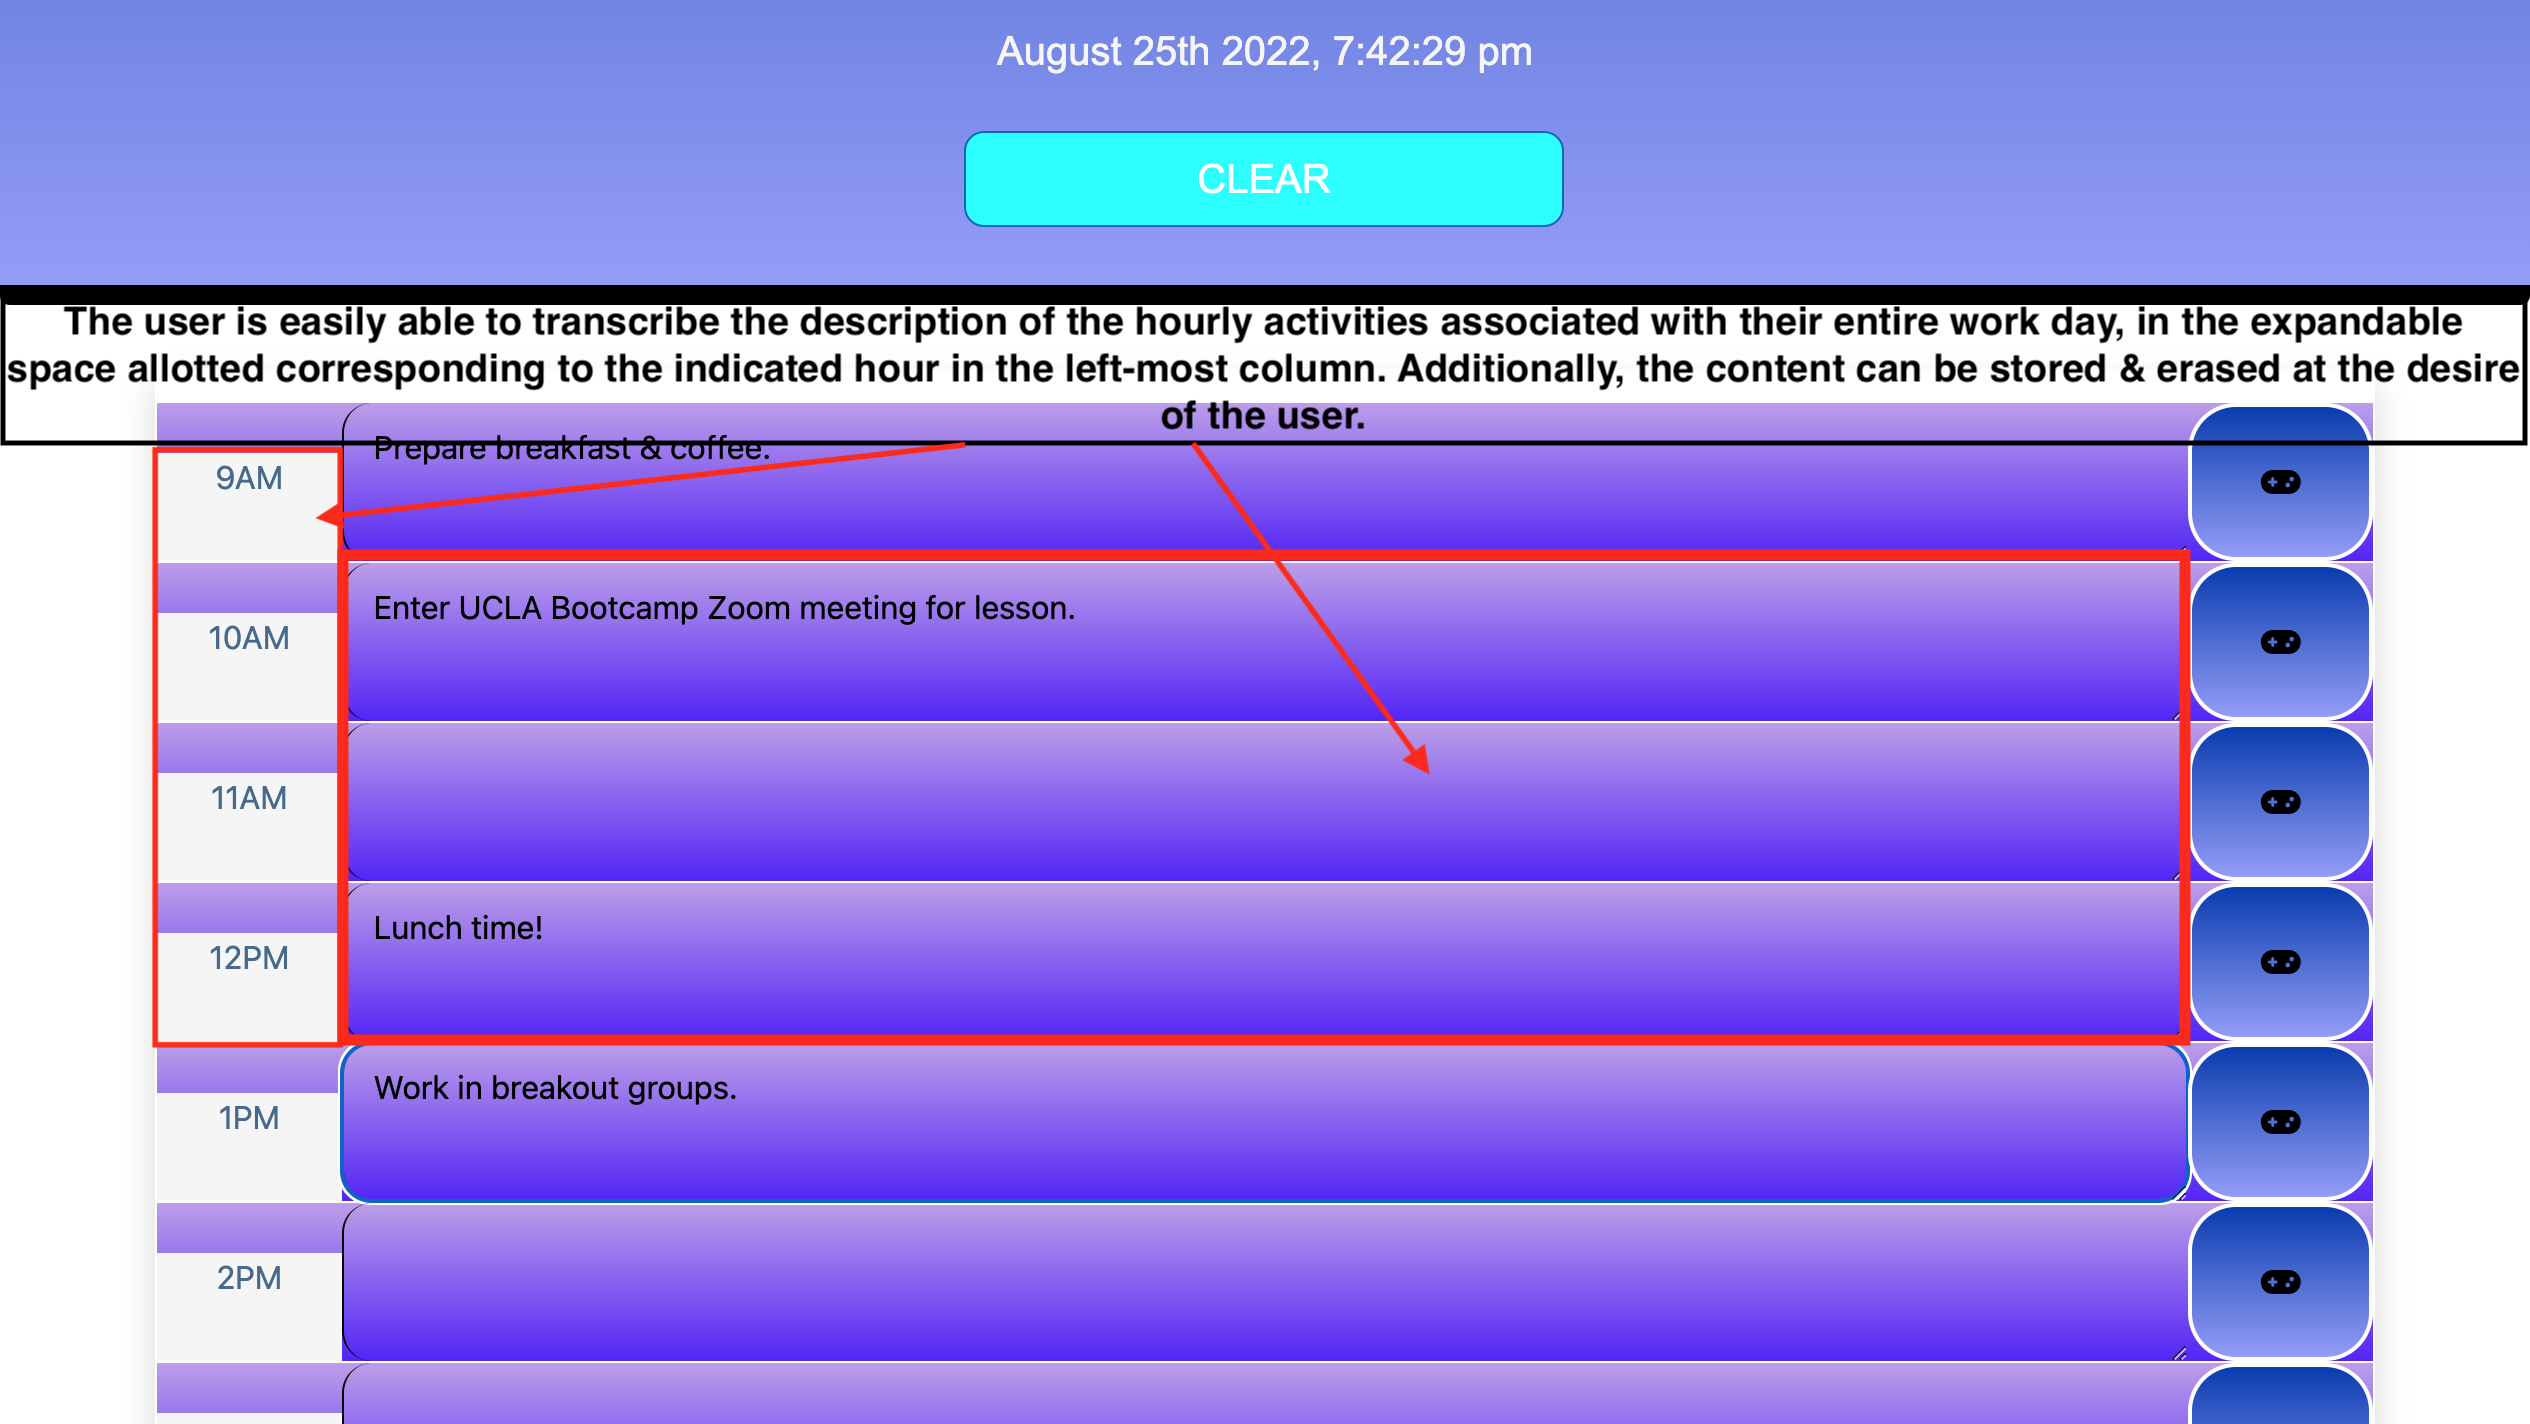 August 25th 2022, 7:42:29 pm
CLEAR
The user is easily able to transcribe the description of the hourly activities associated with their entire work day, in the expandable
space allotted corresponding to the indicated hour in the left-most column. Additionally, the content can be stored & erased at the desire
of the user.
Prepare breakfast & coffee.
9AM
Enter UCLA Bootcamp Zoom meeting for lesson.
10AM
11AM
Lunch time!
12PM
Work in breakout groups.
1PM
2PM